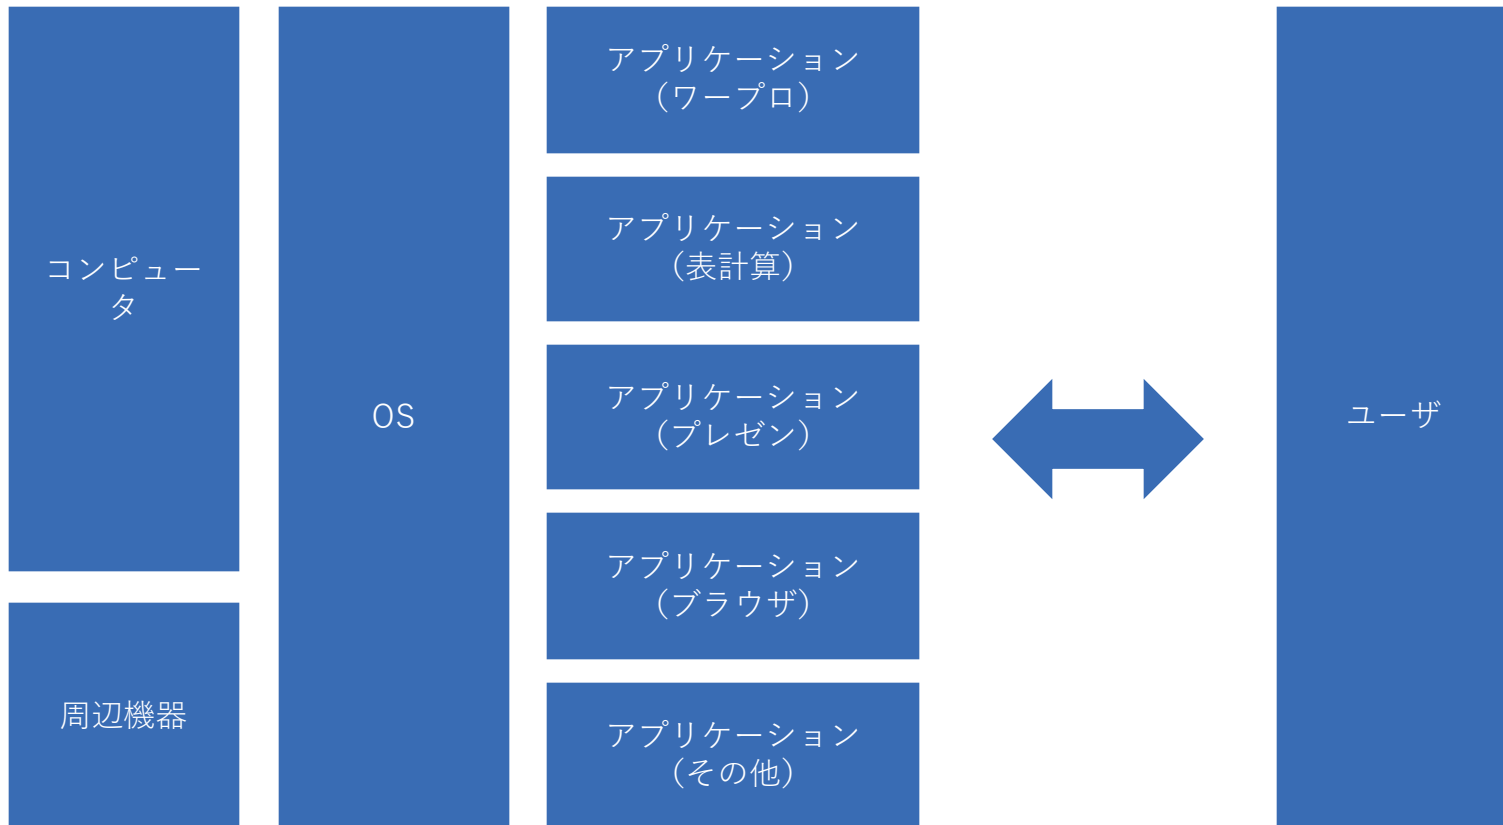 コンピュー
タ
周辺機器
OS
アプリケーション
（ワープロ）
アプリケーション
（表計算）
アプリケーション
（プレゼン）
アプリケーション
（ブラウザ）
アプリケーション
（その他）
ユーザ